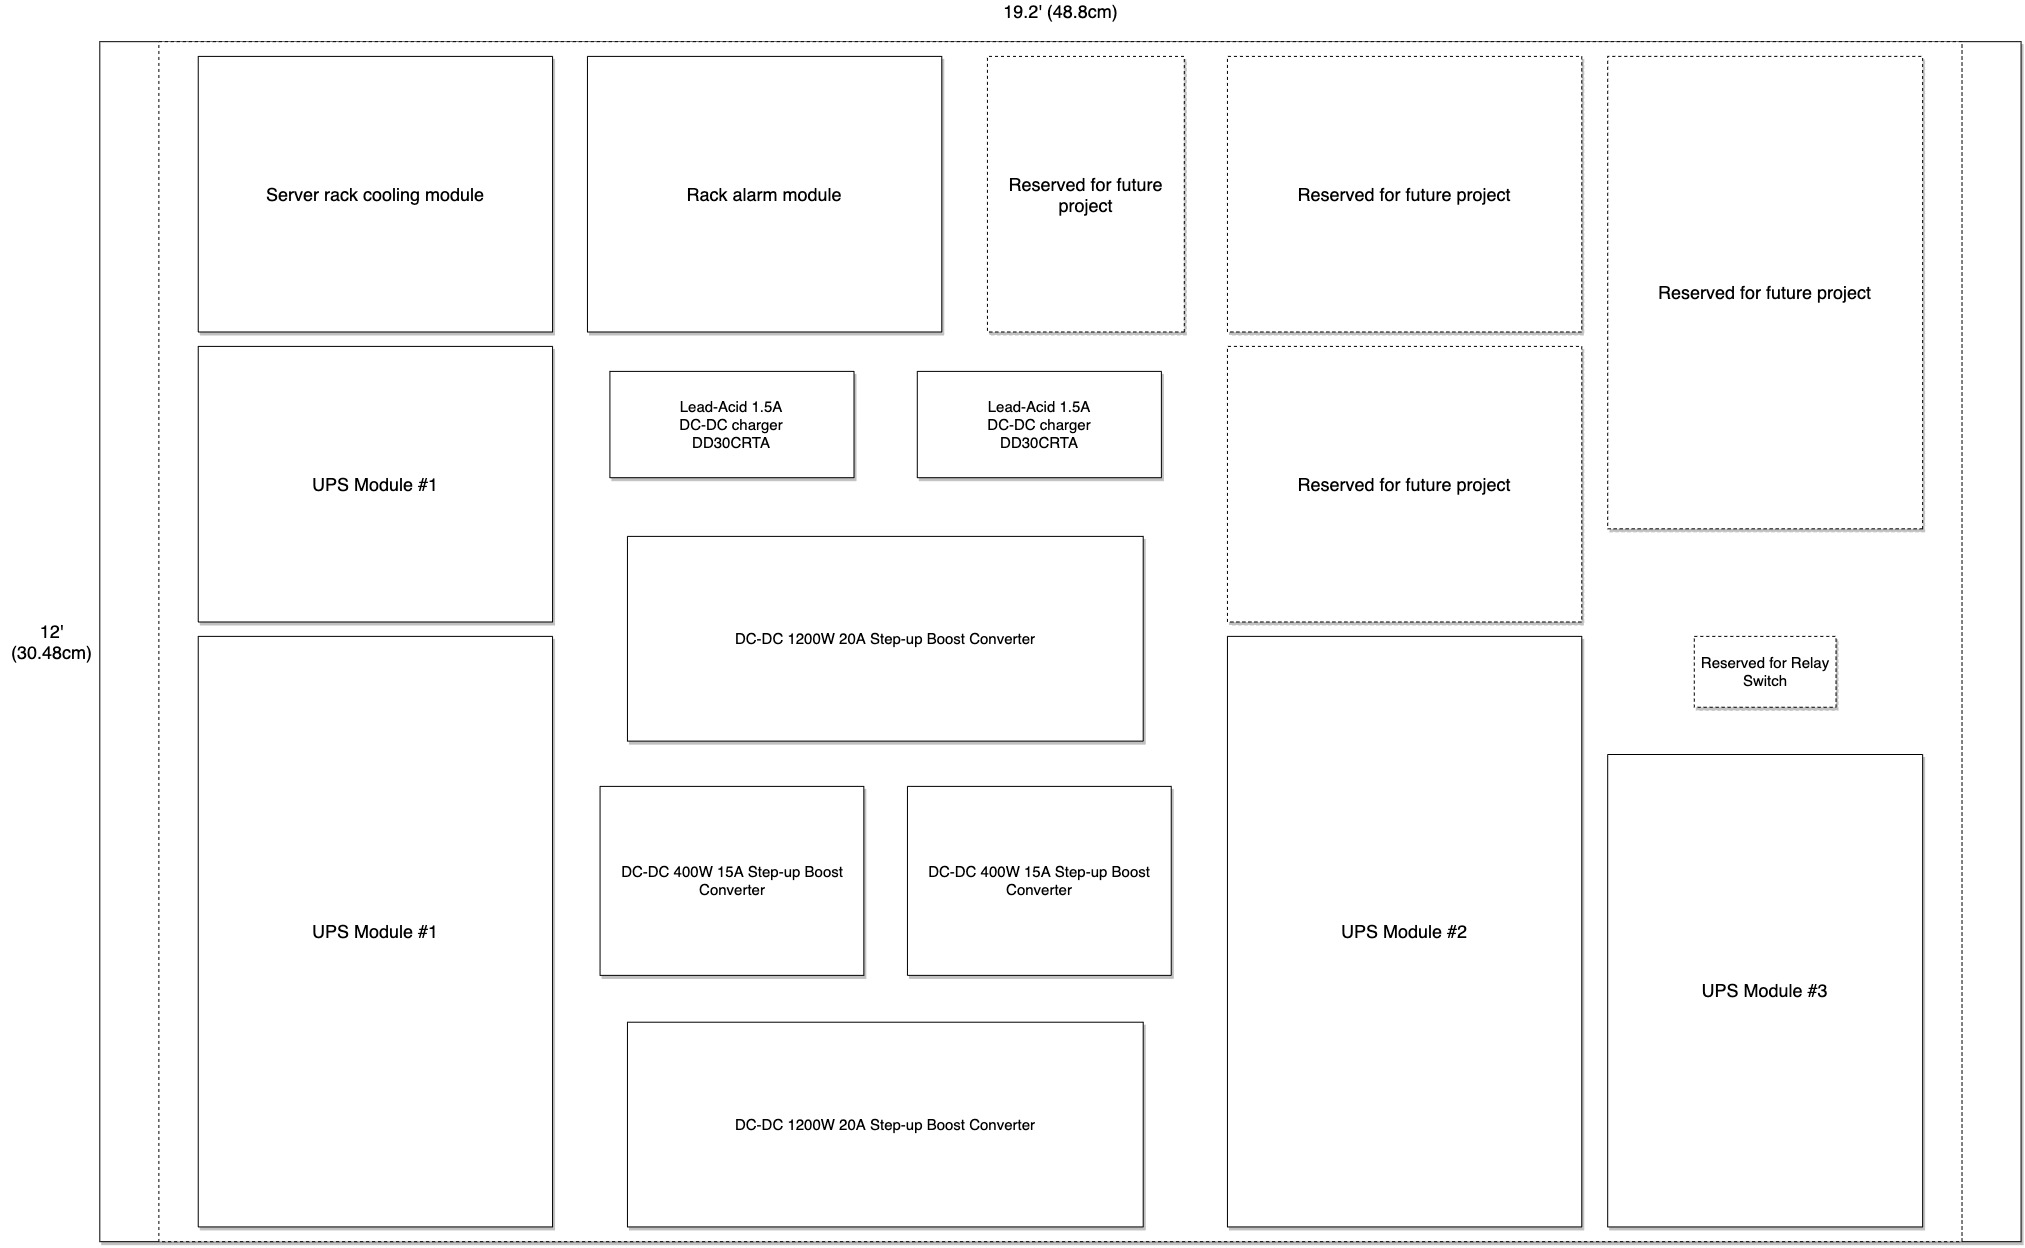 19.2' (48.8cm)
Server rack cooling module
Rack alarm module
Reserved for future
project
Reserved for future project
Reserved for future project
Lead-Acid 1.5A
DC-DC charger
DD30CRTA
Lead-Acid 1.5A
DC-DC charger
DD30CRTA
UPS Module #1
Reserved for future project
12'
(30.48cm)
DC-DC 1200W 20A Step-up Boost Converter
Reserved for Relay
Switch
DC-DC 400W 15A Step-up Boost
Converter
DC-DC 400W 15A Step-up Boost
Converter
UPS Module #1
UPS Module #2
UPS Module #3
DC-DC 1200W 20A Step-up Boost Converter